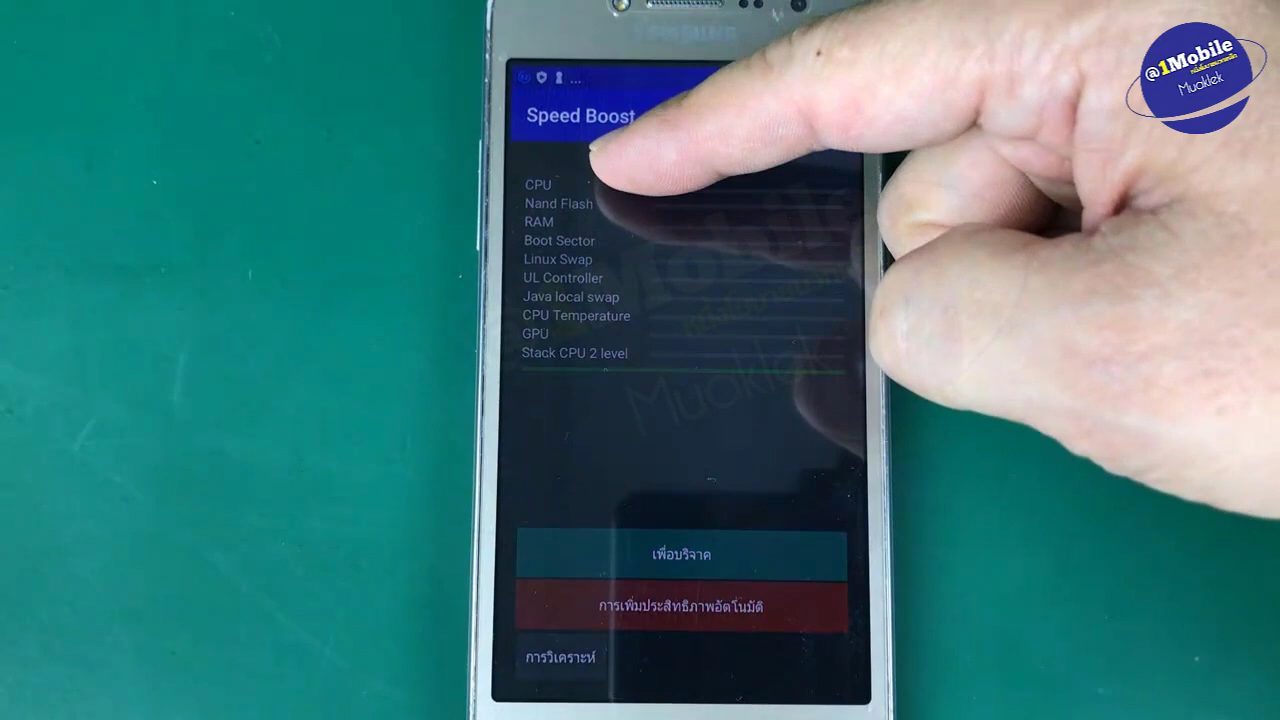 @1Mobile
Muaklek
SAMSUNG
...
Speed Boost
CPU
Nand Flash
RAM
Boot Sector
Linux Swap
UL Controller
Java local swap
CPU Temperature
GPU
Stack CPU 2 level
Mobile
Muaklek
เพื่อบริจาค
การเพิ่มประสิทธิภาพอัตโนมัติ
การวิเคราะห์